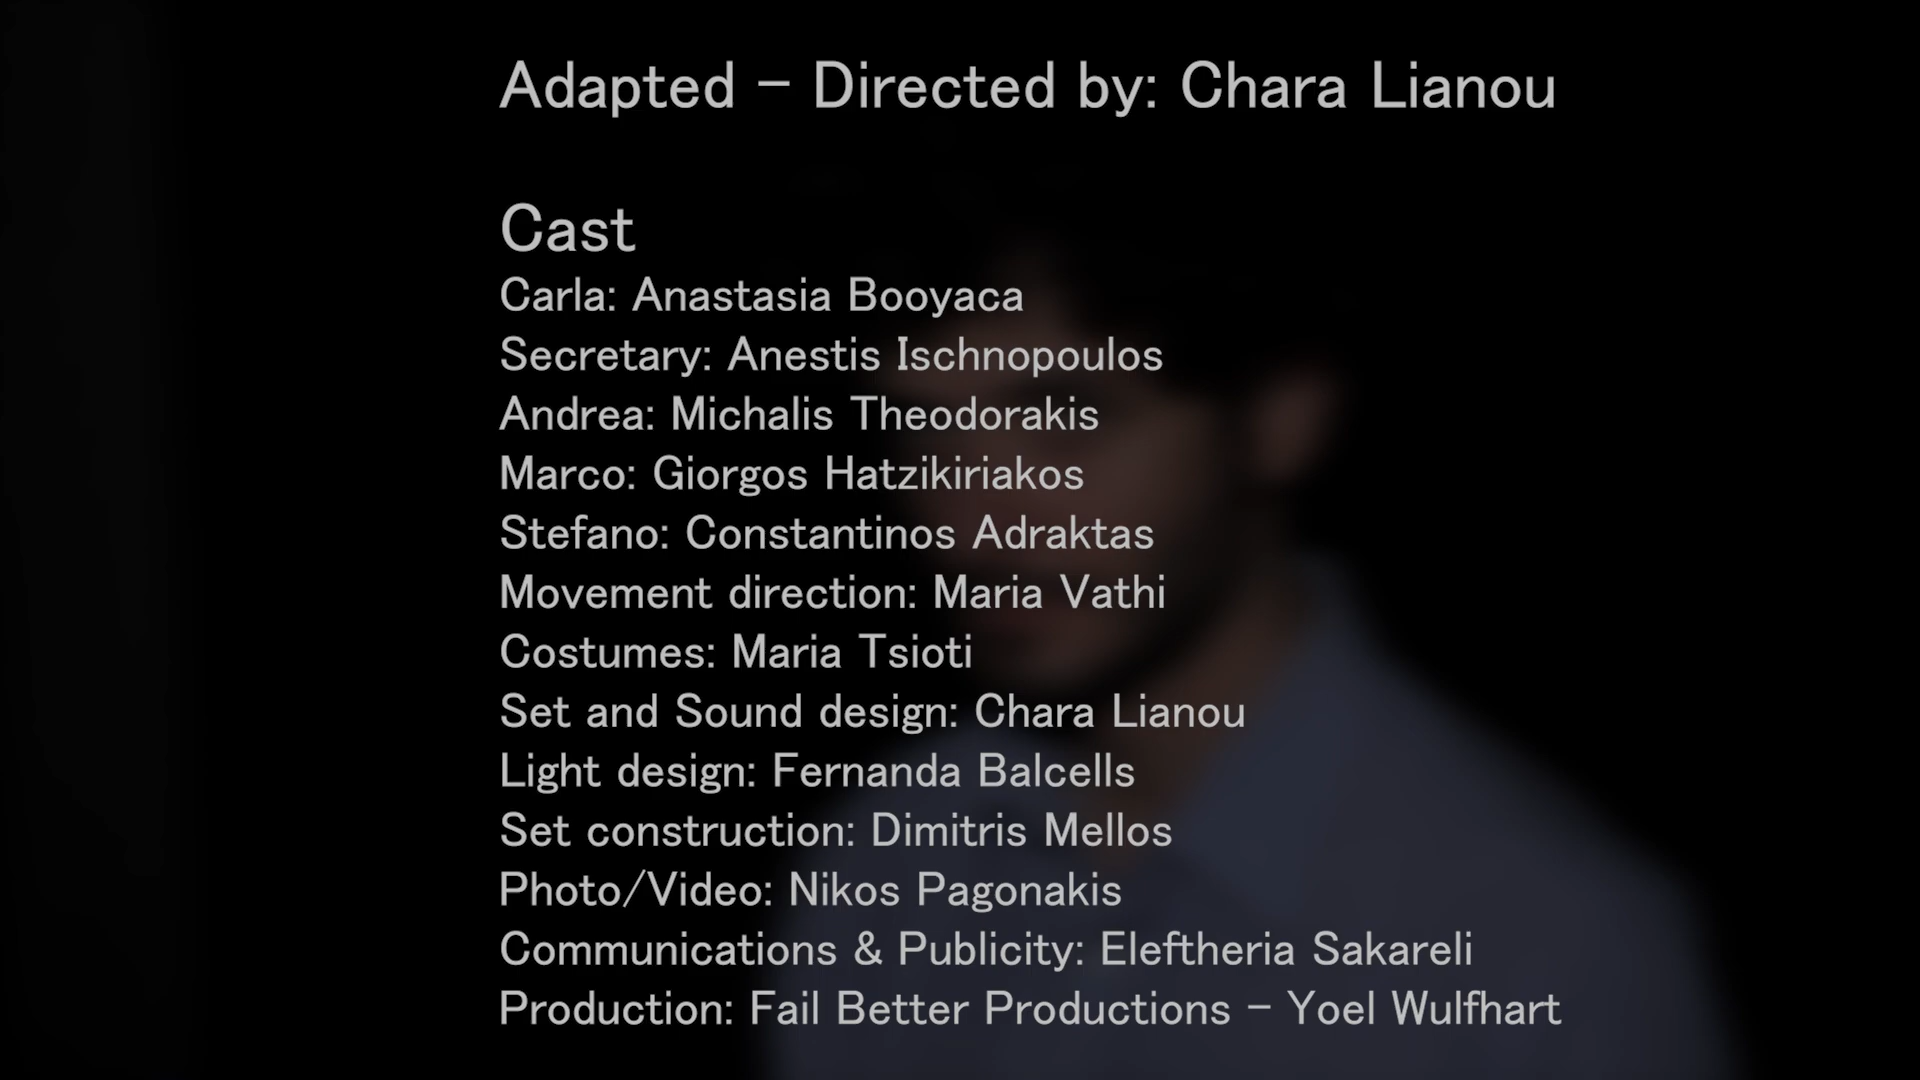 Adapted – Directed by: Chara Lianou
Cast
Carla: Anastasia Booyaca
Secretary: Anestis Ischnopoulos
Andrea: Michalis Theodorakis
Marco: Giorgos Hatzikiriakos
Stefano: Constantinos Adraktas
Movement direction: Maria Vathi
Costumes: Maria Tsioti
Set and Sound design: Chara Lianou
Light design: Fernanda Balcells
Set construction: Dimitris Mellos
Photo/Video: Nikos Pagonakis
Communications & Publicity: Eleftheria Sakareli
Production: Fail Better Productions – Yoel Wulfhart